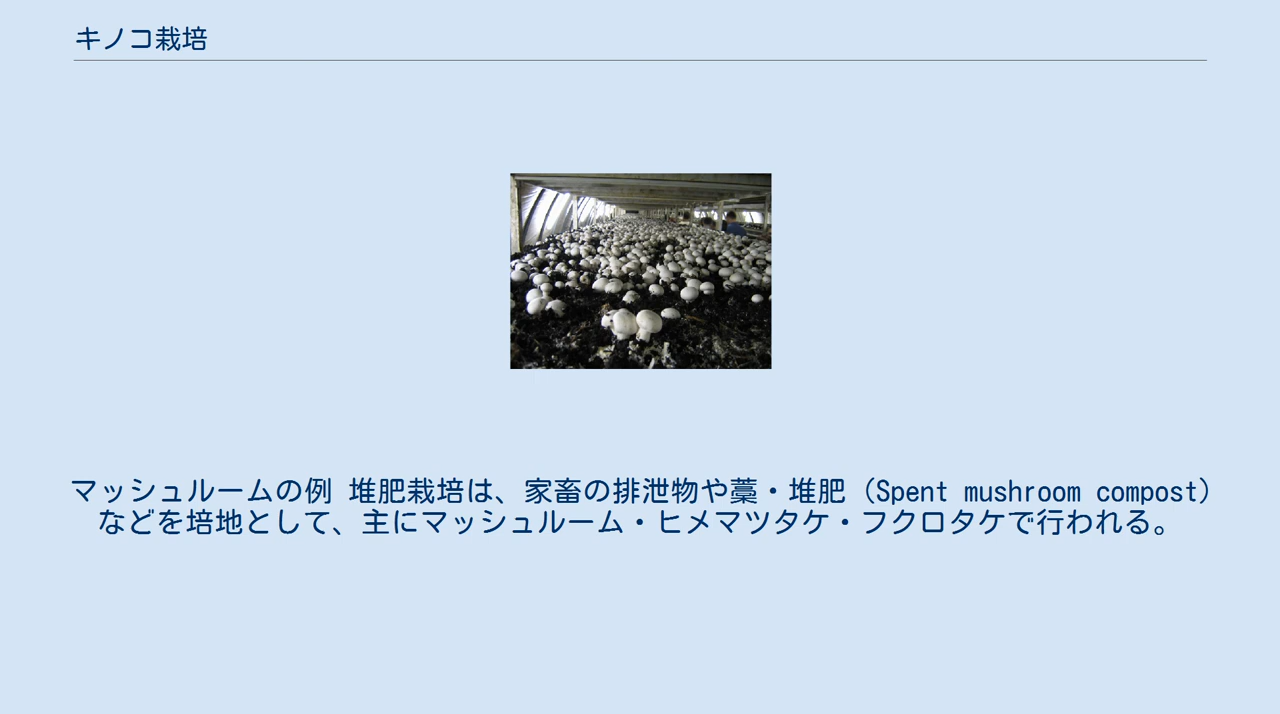 キノコ栽培
マッシュルームの例 堆肥栽培は、家畜の排泄物や藁・堆肥（Spent mushroom compost）
などを培地として、主にマッシュルーム・ヒメマツタケ・フクロタケで行われる。